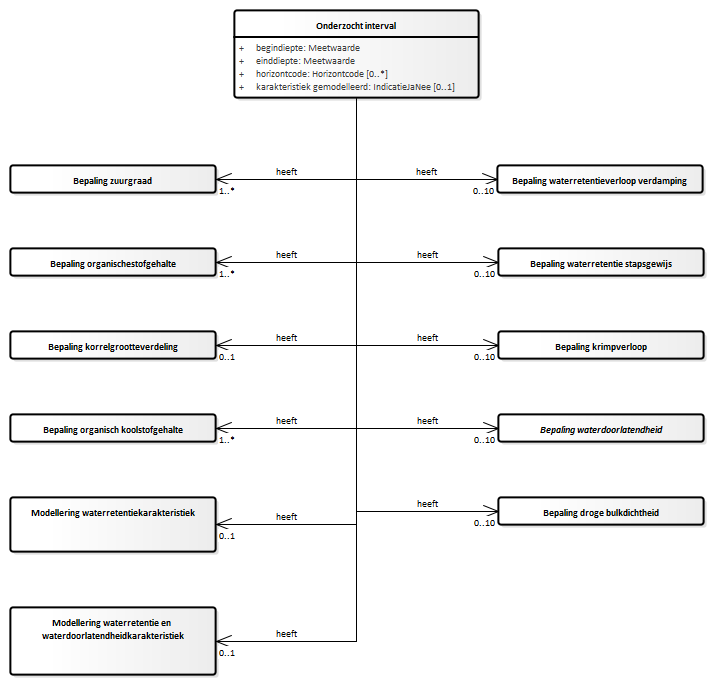 Onderzocht interval
+ begindiepte: Meetwaarde
+ einddiepte: Meetwaarde
+ horizontcode: Horizontcode [0..*]
+ karakteristiek gemodelleerd: IndicatieJaNee [0..1]
Bepaling zuurgraad
heeft
1..*
heeft
0..10
Bepaling waterretentieverloop verdamping
Bepaling organischestofgehalte
heeft
1..*
heeft
0..10
Bepaling waterretentie stapsgewijs
Bepaling korrelgrootteverdeling
heeft
0..1
heeft
0..10
Bepaling krimpverloop
Bepaling organisch koolstofgehalte
heeft
1..*
heeft
0..10
Bepaling waterdoorlatendheid
Modellering waterretentiekarakteristiek
heeft
0..1
heeft
0..10
Bepaling droge bulkdichtheid
Modellering waterretentie en
waterdoorlatendheidkarakteristiek
heeft
0..1